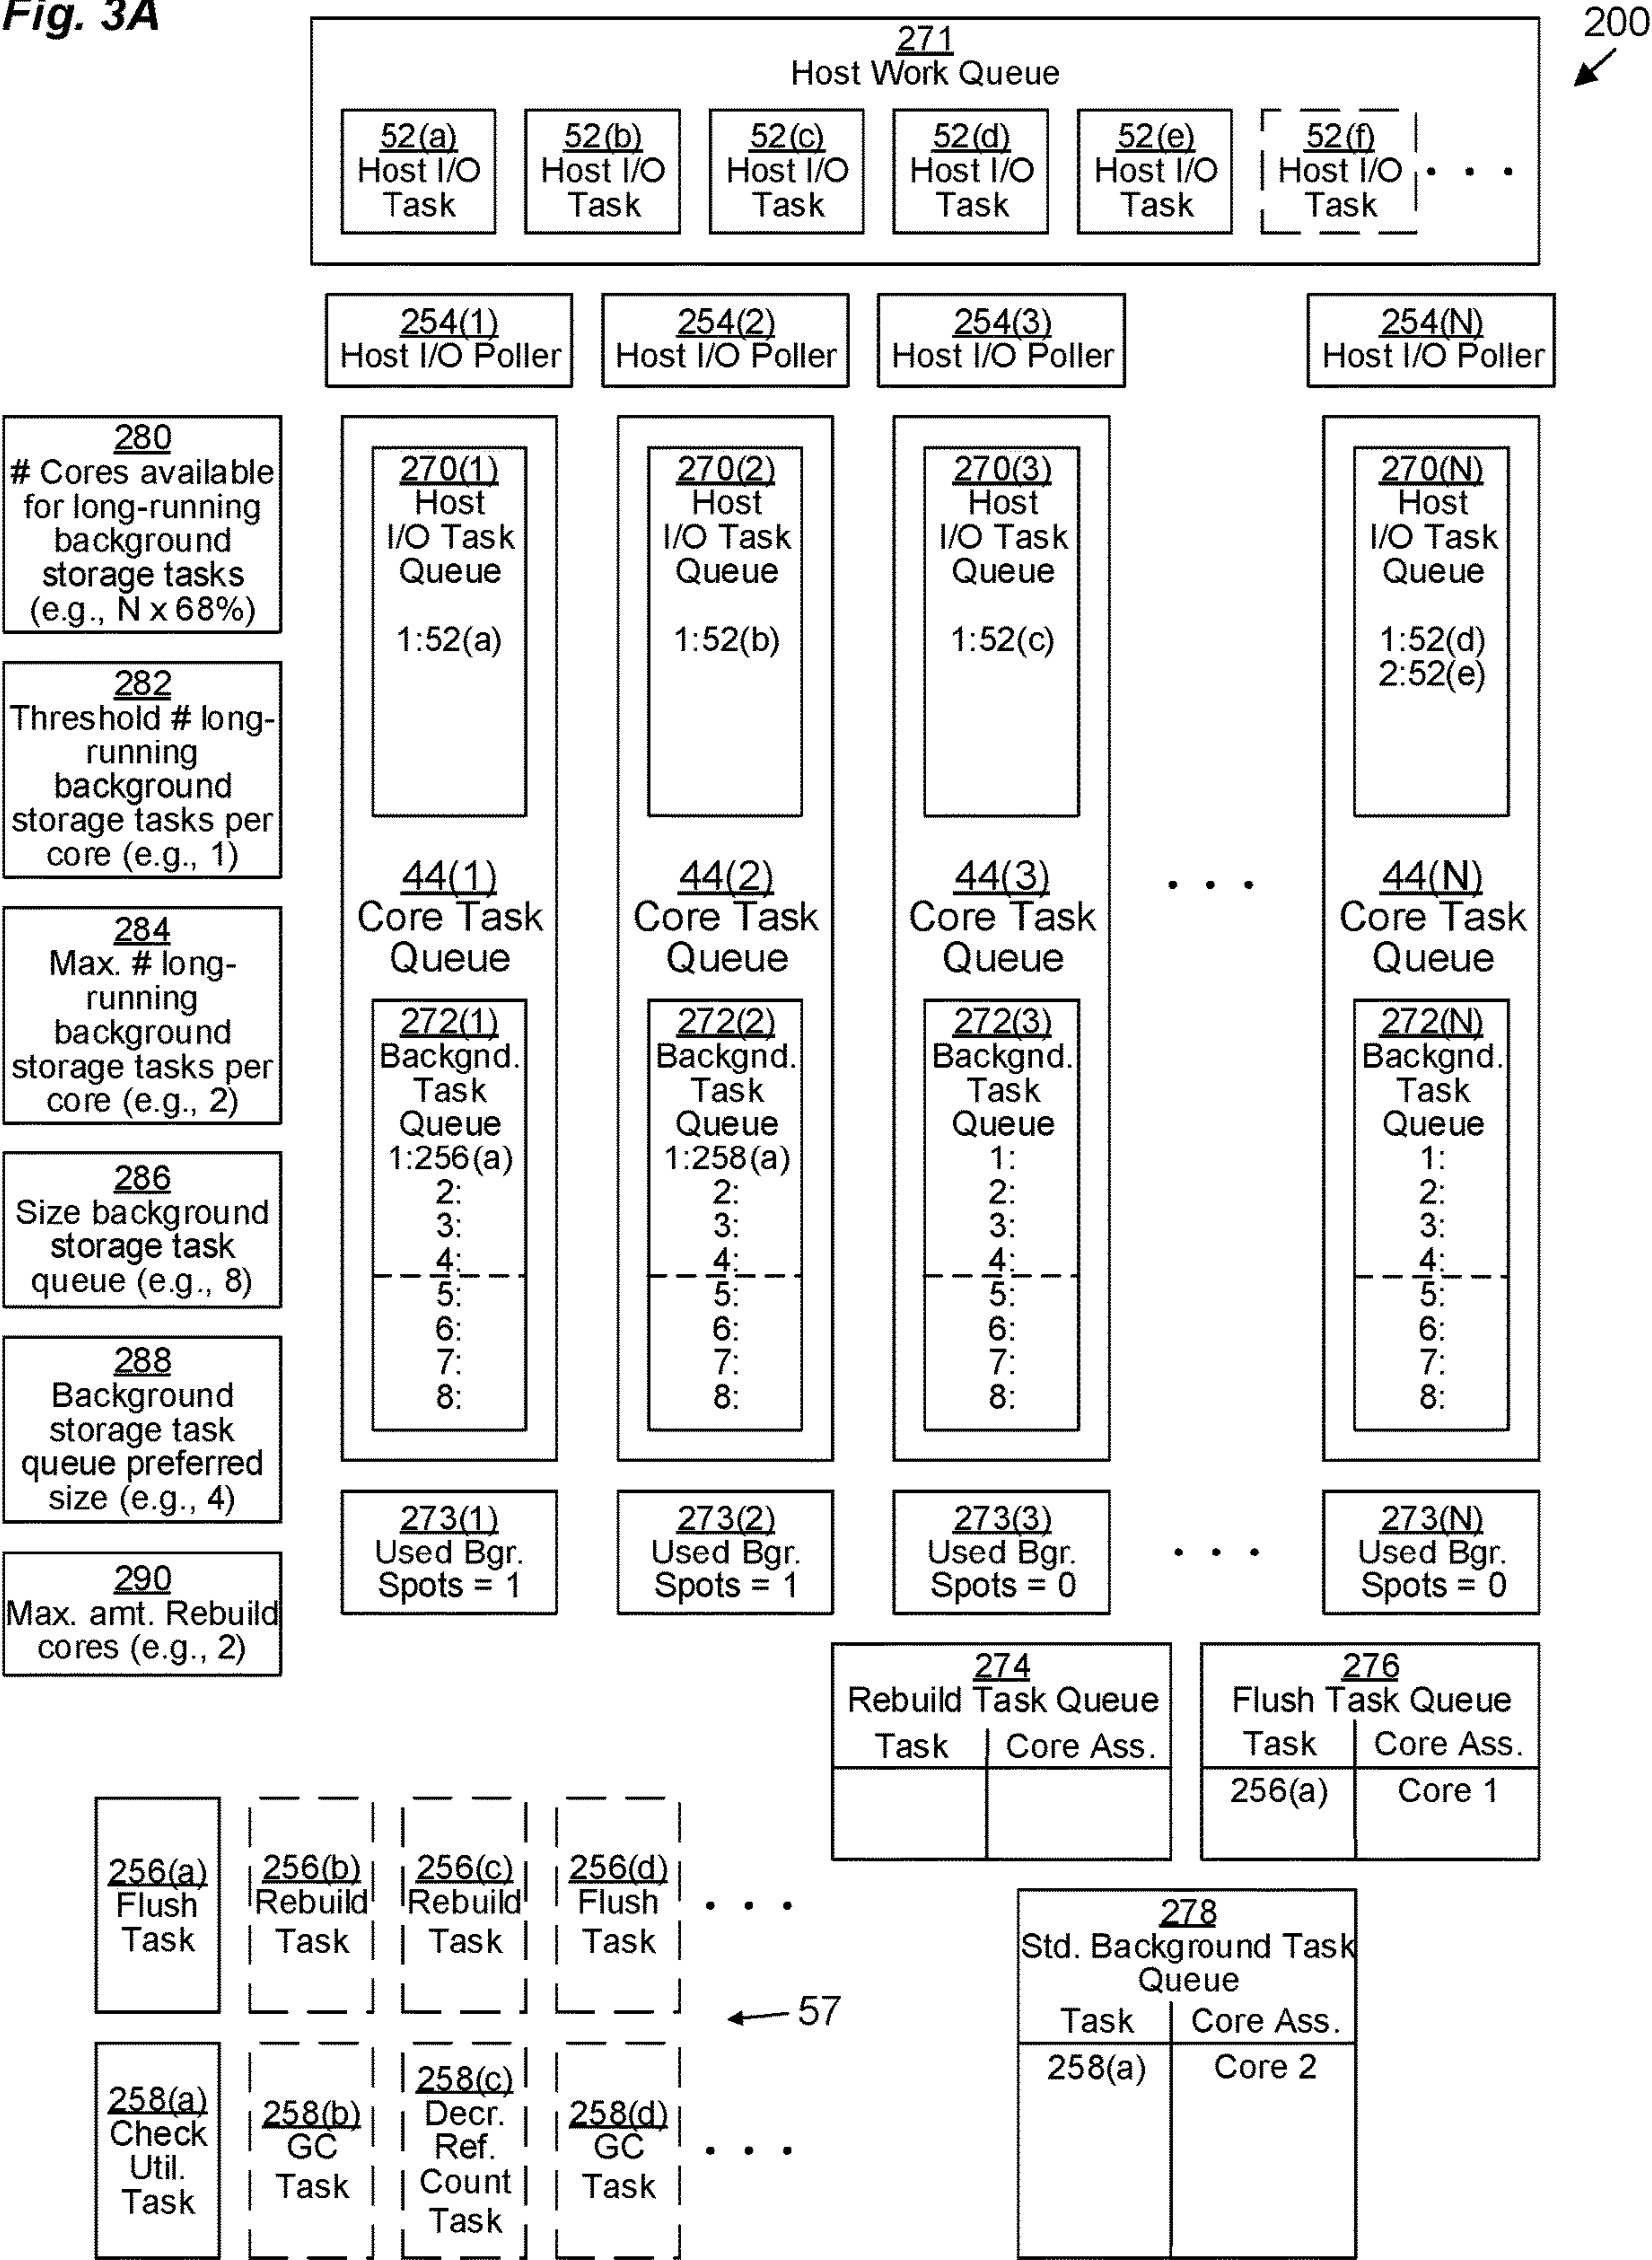 Fig. 3A
200
271
Host Work Queue
52(a)
Host I/O
Task
52(b)
Host I/O
Task
52(c)
Host I/O
Task
52(d)
Host I/O
Task
52(e)
Host I/O
Task
52(f)
Host I/O
Task
. . .
254(1)
Host I/O Poller
254(2)
Host I/O Poller
254(3)
Host I/O Poller
254(N)
Host I/O Poller
280
# Cores available
for long-running
background
storage tasks
(e.g., N x 68%)
282
Threshold # long-
running
background
storage tasks per
core (e.g., 1)
284
Max. # long-
running
background
storage tasks per
core (e.g., 2)
286
Size background
storage task
queue (e.g., 8)
288
Background
storage task
queue preferred
size (e.g., 4)
290
Max. amt. Rebuild
cores (e.g., 2)
270(1)
Host
I/O Task
Queue
1:52(a)
44(1)
Core Task
Queue
272(1)
Backgnd.
Task
Queue
1:256(a)
2:
3:
4:
5:
6:
7:
8:
270(2)
Host
I/O Task
Queue
1:52(b)
44(2)
Core Task
Queue
272(2)
Backgnd.
Task
Queue
1:258(a)
2:
3:
4:
5:
6:
7:
8:
270(3)
Host
I/O Task
Queue
1:52(c)
44(3)
Core Task
Queue
272(3)
Backgnd.
Task
Queue
1:
2:
3:
4:
5:
6:
7:
8:
. . .
270(N)
Host
I/O Task
Queue
1:52(d)
2:52(e)
44(N)
Core Task
Queue
272(N)
Backgnd.
Task
Queue
1:
2:
3:
4:
5:
6:
7:
8:
273(1)
Used Bgr.
Spots = 1
273(2)
Used Bgr.
Spots = 1
273(3)
Used Bgr.
Spots = 0
. . .
273(N)
Used Bgr.
Spots = 0
274
Rebuild Task Queue
Task Core Ass.
276
Flush Task Queue
Task Core Ass.
256(a) Core 1
256(a)
Flush
Task
256(b)
Rebuild
Task
256(c)
Rebuild
Task
256(d)
Flush
Task
. . .
57
258(a)
Check
Util.
Task
258(b)
GC
Task
258(c)
Decr.
Ref.
Count
Task
258(d)
GC
Task
. . .
278
Std. Background Task
Queue
Task Core Ass.
258(a) Core 2